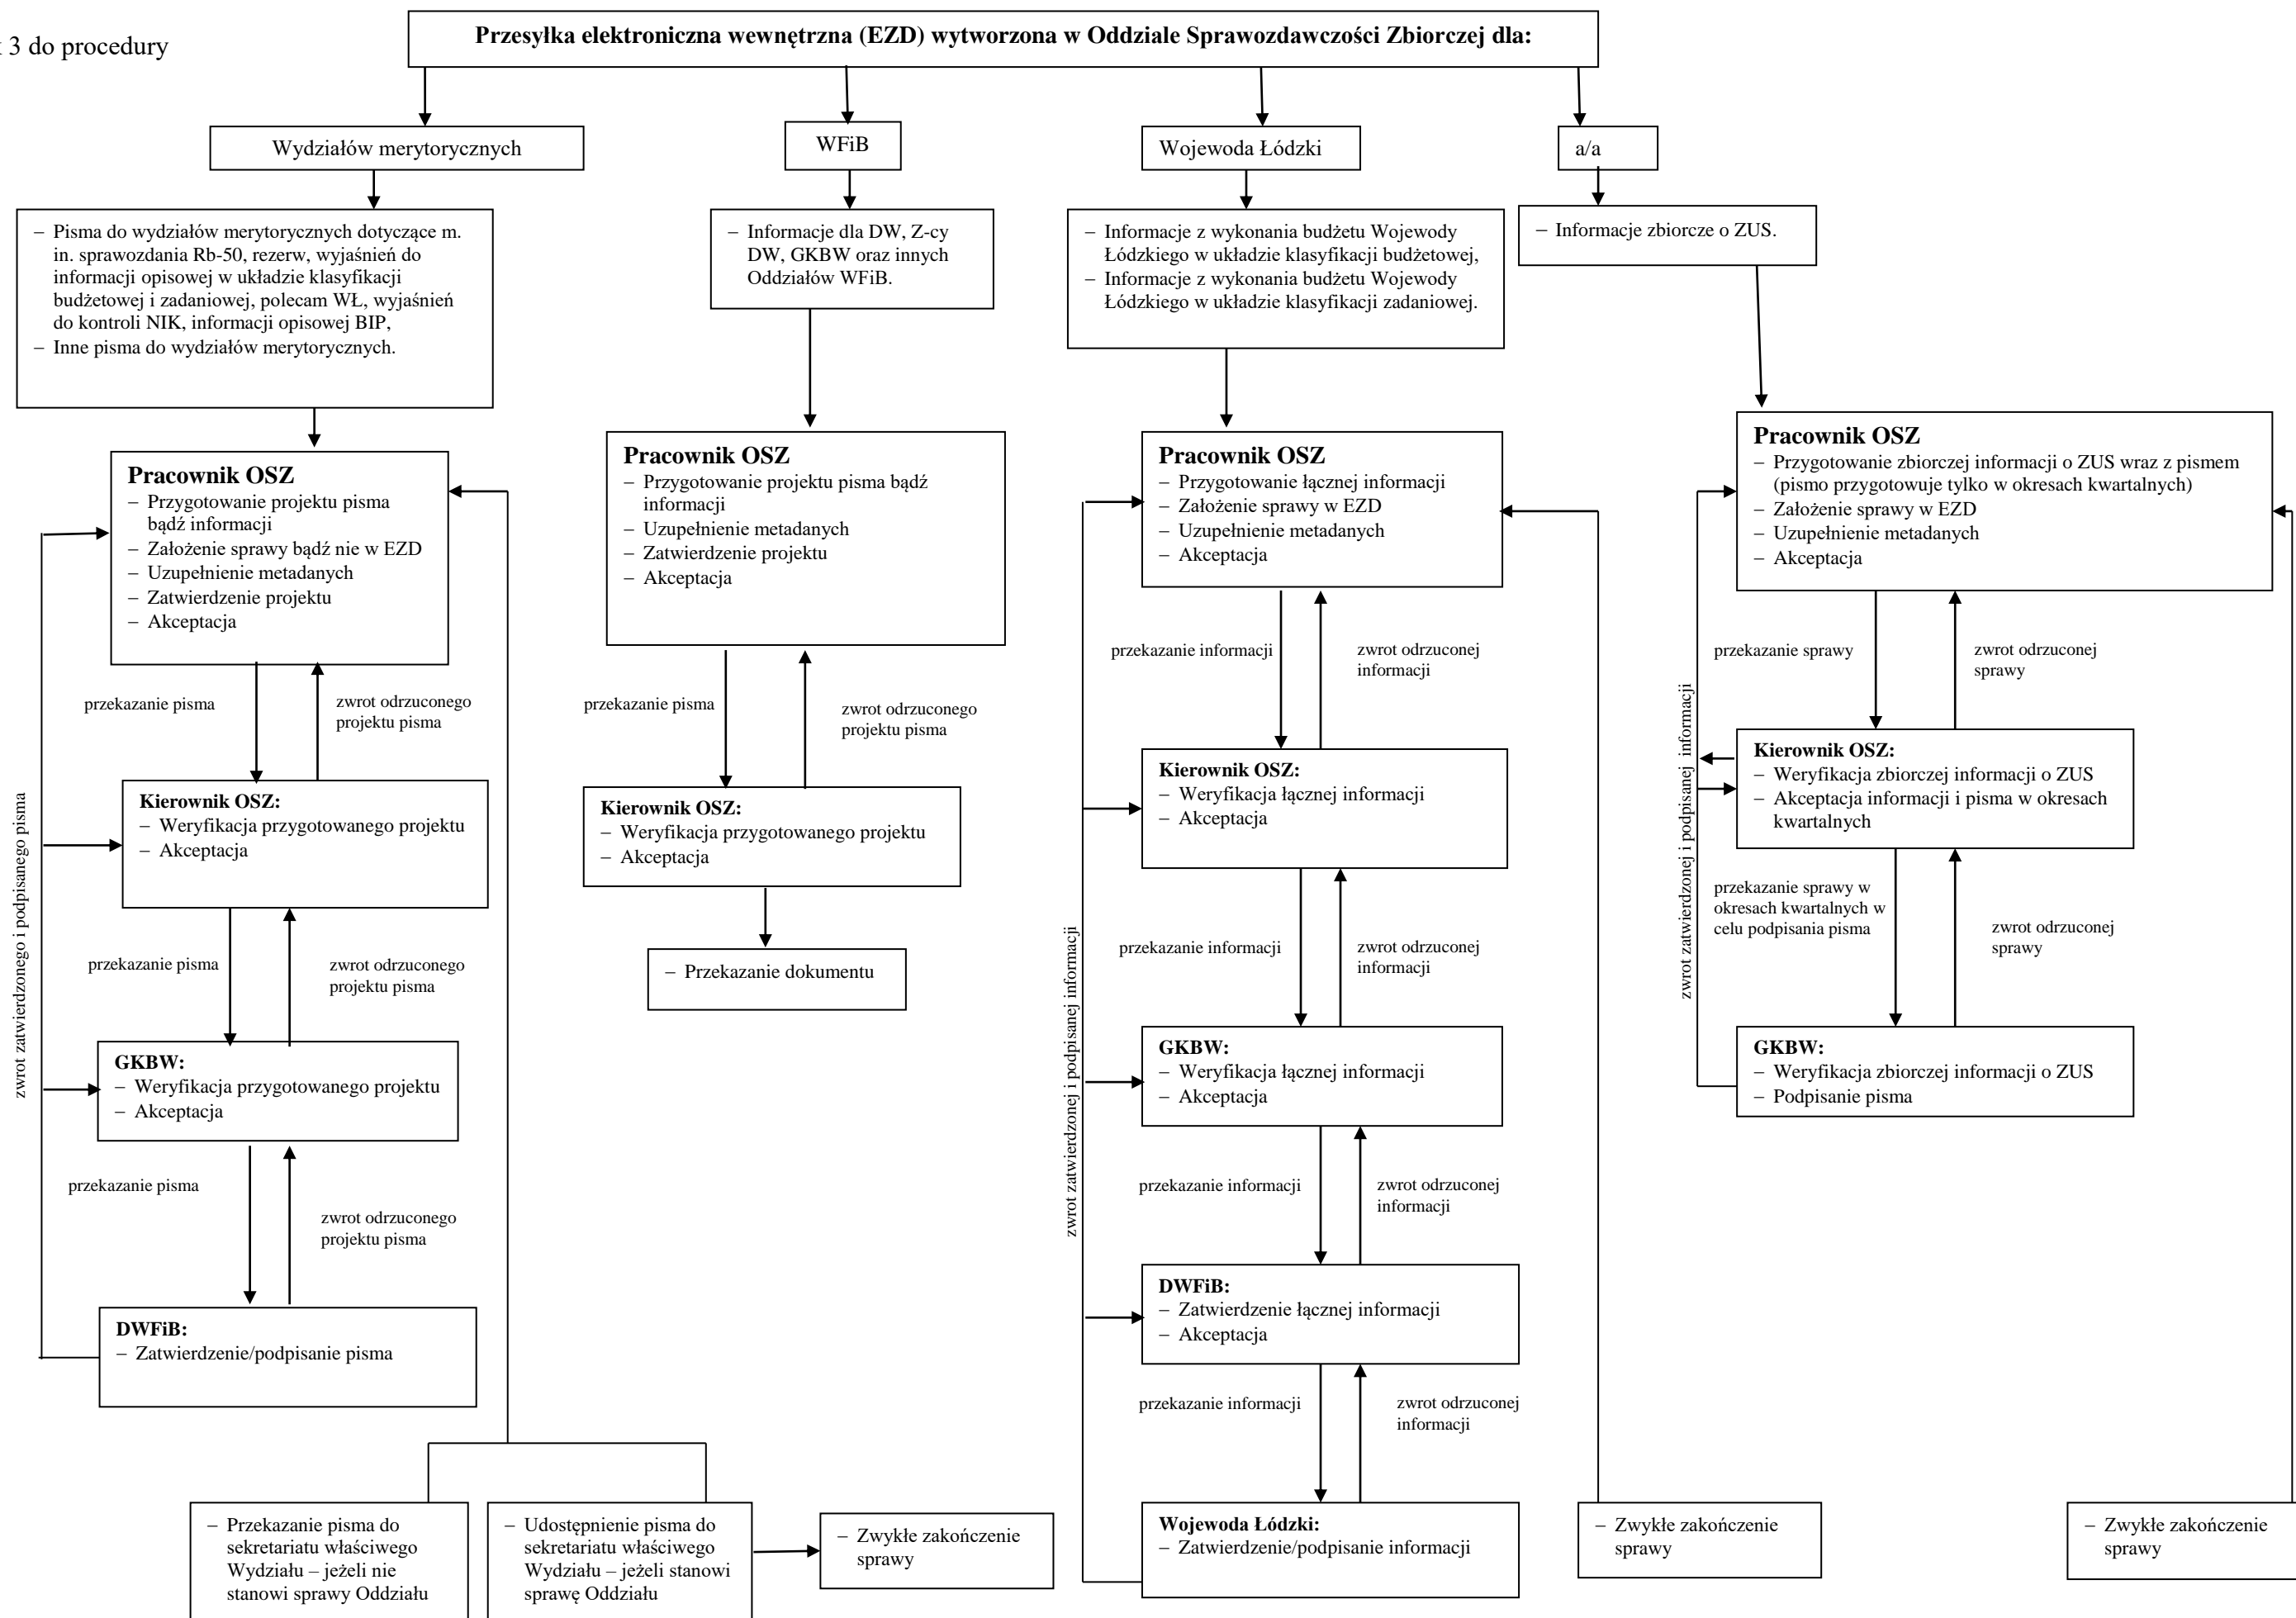 3 do procedury
Przesyłka elektroniczna wewnętrzna (EZD) wytworzona w Oddziale Sprawozdawczości Zbiorczej dla:
Wydziałów merytorycznych
WFiB
Wojewoda Łódzki
a/a
– Pisma do wydziałów merytorycznych dotyczące m.
in. sprawozdania Rb-50, rezerw, wyjaśnień do
informacji opisowej w układzie klasyfikacji
budżetowej i zadaniowej, polecam WŁ, wyjaśnień
do kontroli NIK, informacji opisowej BIP,
– Inne pisma do wydziałów merytorycznych.
– Informacje dla DW, Z-cy
DW, GKBW oraz innych
Oddziałów WFiB.
– Informacje z wykonania budżetu Wojewody
Łódzkiego w układzie klasyfikacji budżetowej,
– Informacje z wykonania budżetu Wojewody
Łódzkiego w układzie klasyfikacji zadaniowej.
– Informacje zbiorcze o ZUS.
Pracownik OSZ
– Przygotowanie projektu pisma
bądź informacji
– Założenie sprawy bądź nie w EZD
– Uzupełnienie metadanych
– Zatwierdzenie projektu
– Akceptacja
przekazanie pisma
zwrot odrzuconego
projektu pisma
Kierownik OSZ:
– Weryfikacja przygotowanego projektu
– Akceptacja
przekazanie pisma
zwrot odrzuconego
projektu pisma
GKBW:
– Weryfikacja przygotowanego projektu
– Akceptacja
przekazanie pisma
zwrot odrzuconego
projektu pisma
DWFiB:
– Zatwierdzenie/podpisanie pisma
zwrot zatwierdzonego i podpisanego pisma
– Przekazanie pisma do
sekretariatu właściwego
Wydziału – jeżeli nie
stanowi sprawy Oddziału
– Udostępnienie pisma do
sekretariatu właściwego
Wydziału – jeżeli stanowi
sprawę Oddziału
– Zwykłe zakończenie
sprawy
Pracownik OSZ
– Przygotowanie projektu pisma bądź
informacji
– Uzupełnienie metadanych
– Zatwierdzenie projektu
– Akceptacja
przekazanie pisma
zwrot odrzuconego
projektu pisma
Kierownik OSZ:
– Weryfikacja przygotowanego projektu
– Akceptacja
– Przekazanie dokumentu
Pracownik OSZ
– Przygotowanie łącznej informacji
– Założenie sprawy w EZD
– Uzupełnienie metadanych
– Akceptacja
przekazanie informacji
zwrot odrzuconej
informacji
Kierownik OSZ:
– Weryfikacja łącznej informacji
– Akceptacja
przekazanie informacji
zwrot odrzuconej
informacji
GKBW:
– Weryfikacja łącznej informacji
– Akceptacja
przekazanie informacji
zwrot odrzuconej
informacji
DWFiB:
– Zatwierdzenie łącznej informacji
– Akceptacja
przekazanie informacji
zwrot odrzuconej
informacji
Wojewoda Łódzki:
– Zatwierdzenie/podpisanie informacji
zwrot zatwierdzonej i podpisanej informacji
– Zwykłe zakończenie
sprawy
Pracownik OSZ
– Przygotowanie zbiorczej informacji o ZUS wraz z pismem
(pismo przygotowuje tylko w okresach kwartalnych)
– Założenie sprawy w EZD
– Uzupełnienie metadanych
– Akceptacja
przekazanie sprawy
zwrot odrzuconej
sprawy
Kierownik OSZ:
– Weryfikacja zbiorczej informacji o ZUS
– Akceptacja informacji i pisma w okresach
kwartalnych
przekazanie sprawy w
okresach kwartalnych w
celu podpisania pisma
zwrot odrzuconej
sprawy
GKBW:
– Weryfikacja zbiorczej informacji o ZUS
– Podpisanie pisma
zwrot zatwierdzonej i podpisanej informacji
– Zwykłe zakończenie
sprawy